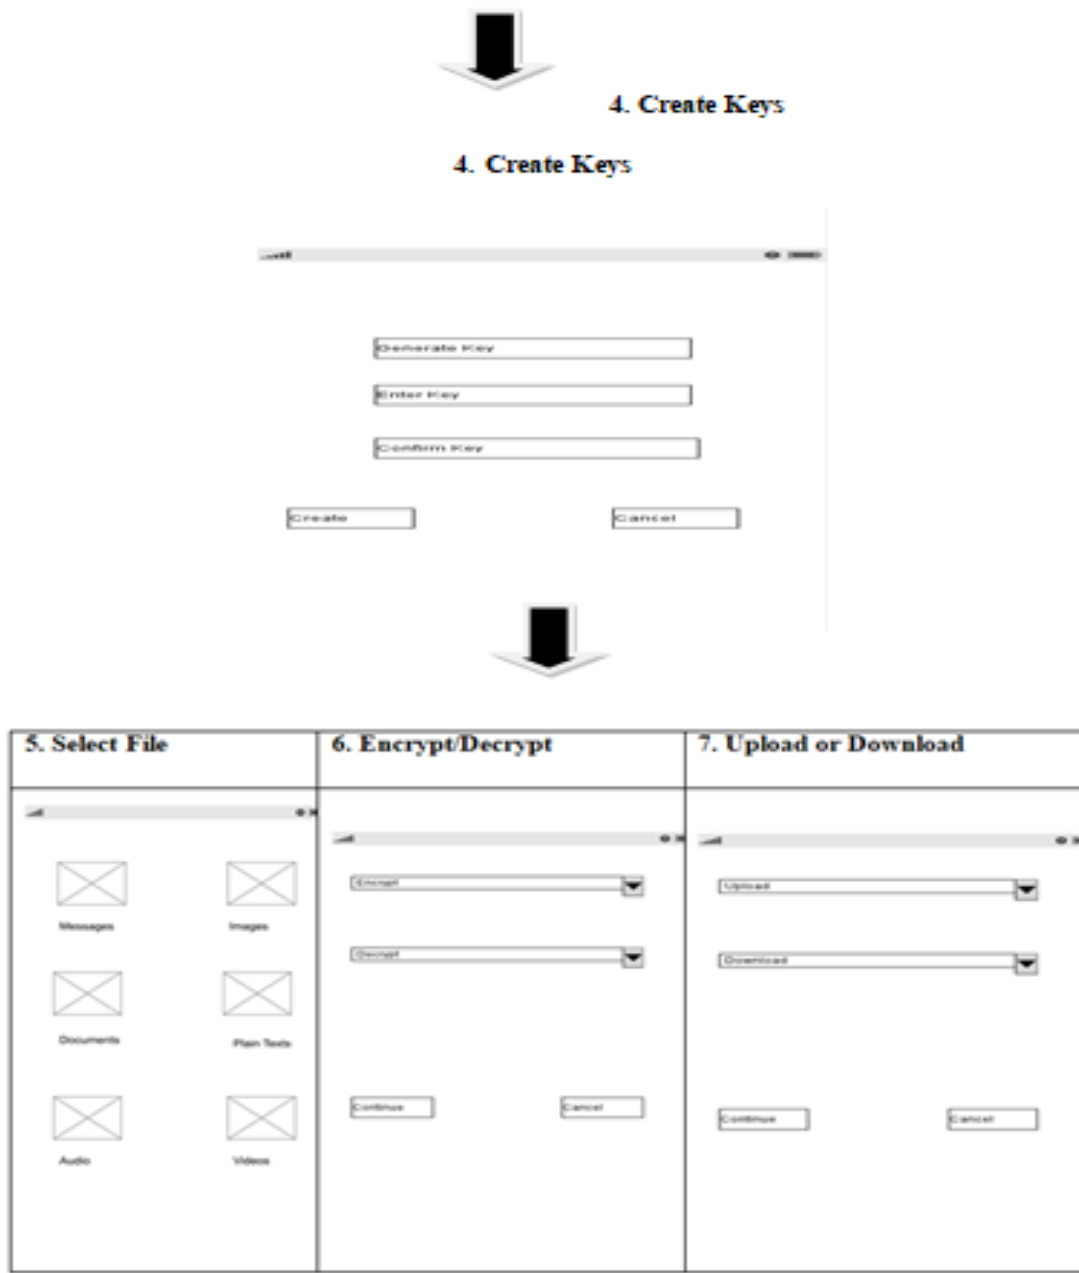 4. Create Keys
4. Create Keys
Generate Key
Enter Key
Confirm Key
Create Cancel
5. Select File 6. Encrypt/Decrypt 7. Upload or Download
Messages Images
Documents Plain Texts
Audio Videos
Encrypt
Decrypt
Continue Cancel
Upload
Download
Continue Cancel